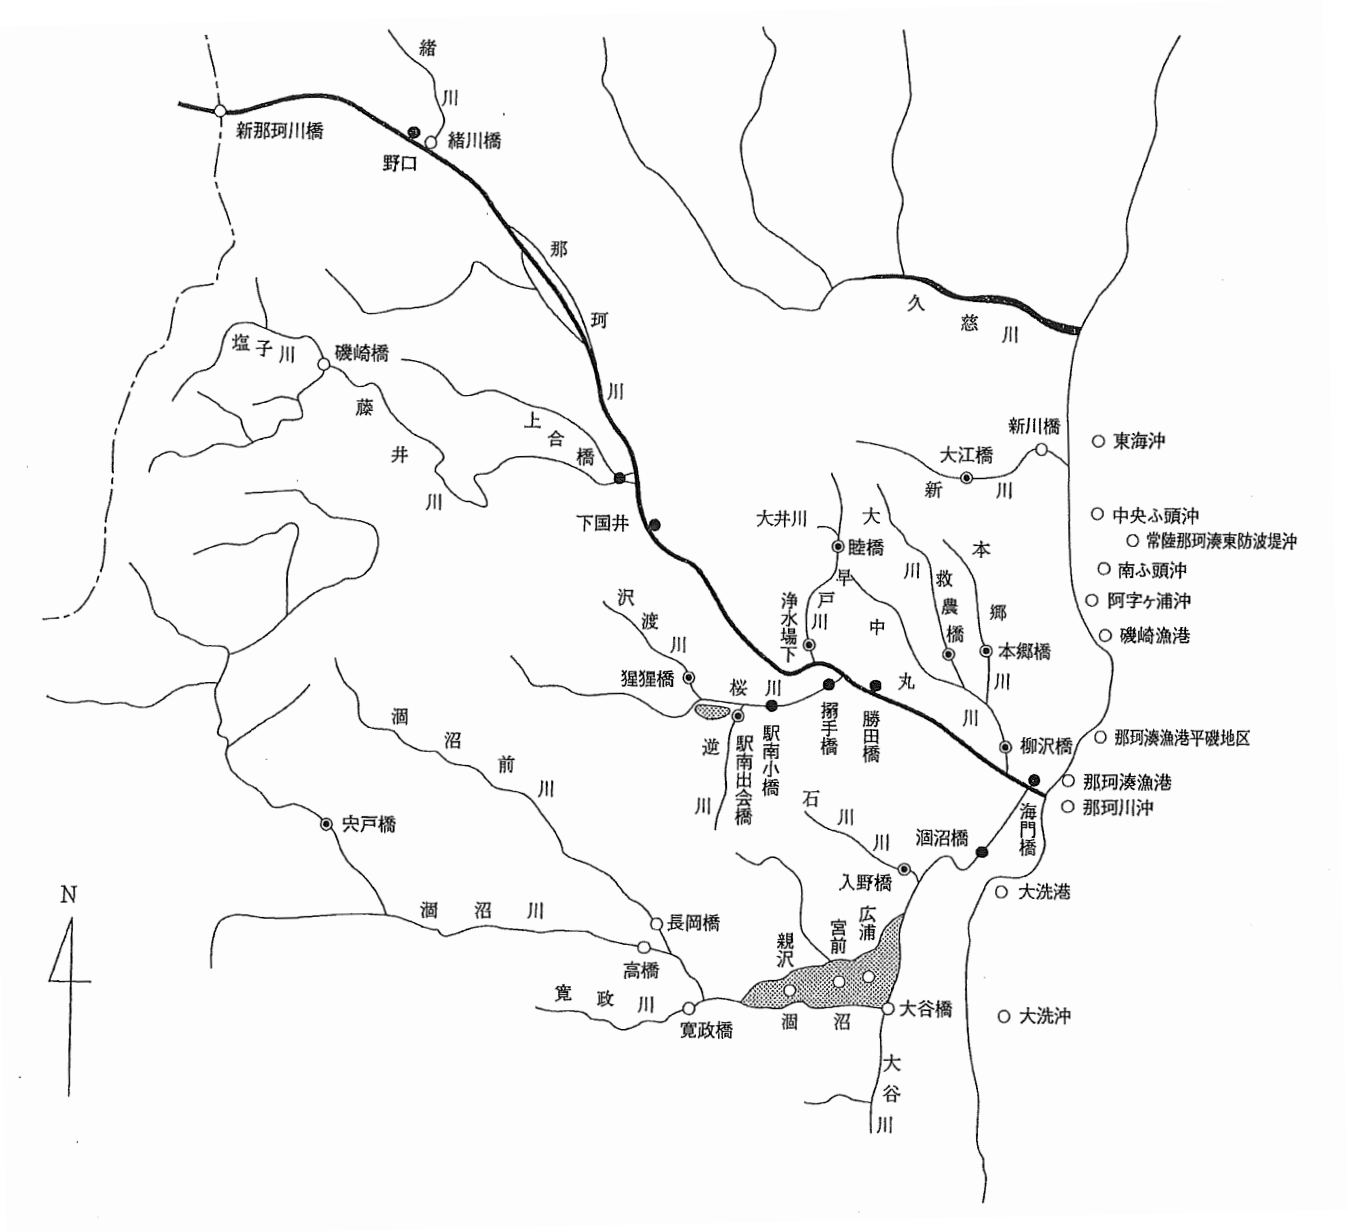 緒川
新那珂川橋
緒川橋
野口
那珂川
久慈川
塩子川
磯崎橋
藤井川
上合橋
下国井
新川橋
大江橋
新川
東海沖
中央ふ頭沖
常陸那珂湊東防波堤沖
南ふ頭沖
阿字ヶ浦沖
磯崎漁港
大井川
睦橋
早戸川
浄水場下
大川
救農橋
本郷川
本郷橋
中丸川
柳沢橋
沢渡川
猩猩橋
桜川
逆川
駅南出会橋
駅南小橋
搦手橋
勝田橋
那珂湊漁港平磯地区
那珂湊漁港
那珂川沖
海門橋
涸沼前川
石川川
涸沼橋
入野橋
宍戸橋
大洗港
N
涸沼川
長岡橋
高橋
親沢
宮前
広浦
寛政川
寛政橋
涸沼
大谷橋
大洗沖
大谷川